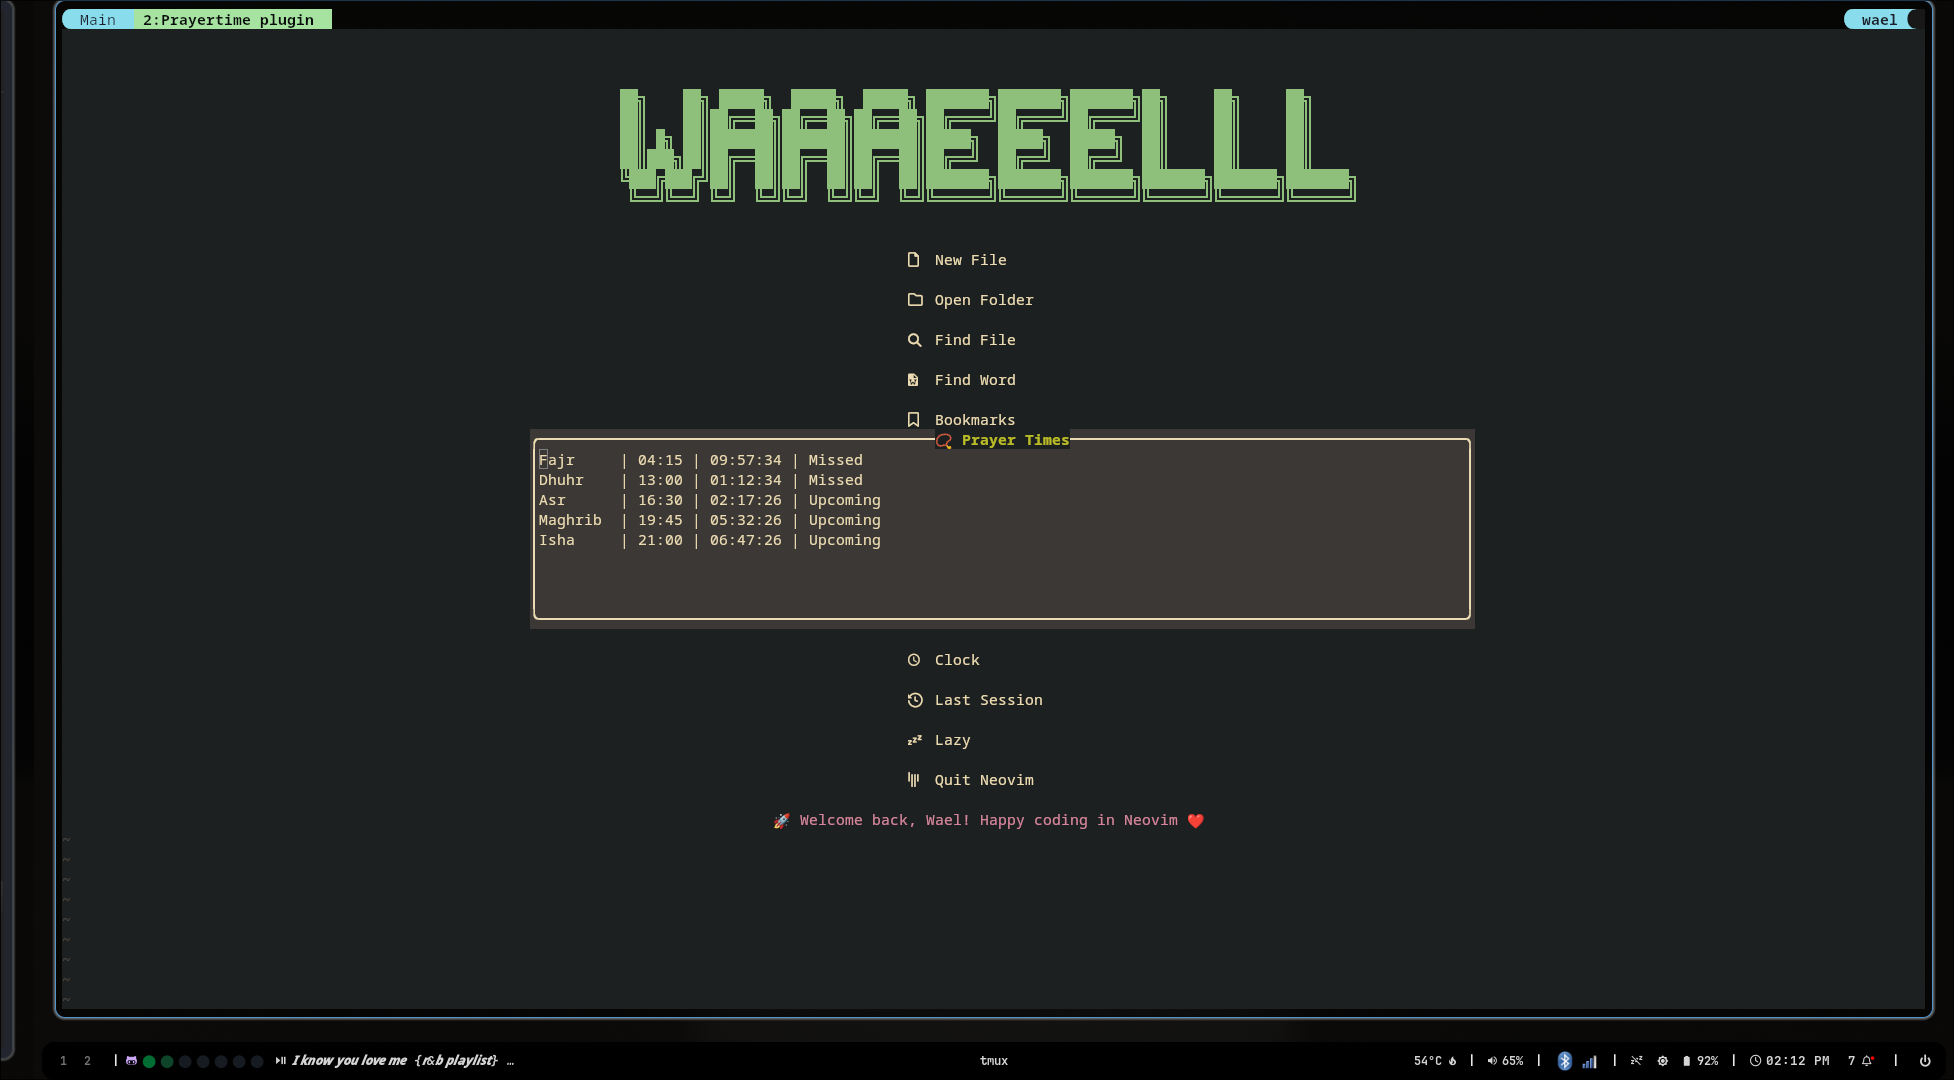 Main 2:Prayertime plugin wael
WAAAEEELLL
New File
Open Folder
Find File
Find Word
Bookmarks
Prayer Times
Fajr | 04:15 | 09:57:34 | Missed
Dhuhr | 13:00 | 01:12:34 | Missed
Asr | 16:30 | 02:17:26 | Upcoming
Maghrib | 19:45 | 05:32:26 | Upcoming
Isha | 21:00 | 06:47:26 | Upcoming
Clock
Last Session
Lazy
Quit Neovim
🚀 Welcome back, Wael! Happy coding in Neovim ❤️
~
~
~
~
~
~
~
~
~
1 2 | I know you love me {r&b playlist} … tmux 54°C | 65% | | 92% | 02:12 PM 7 |